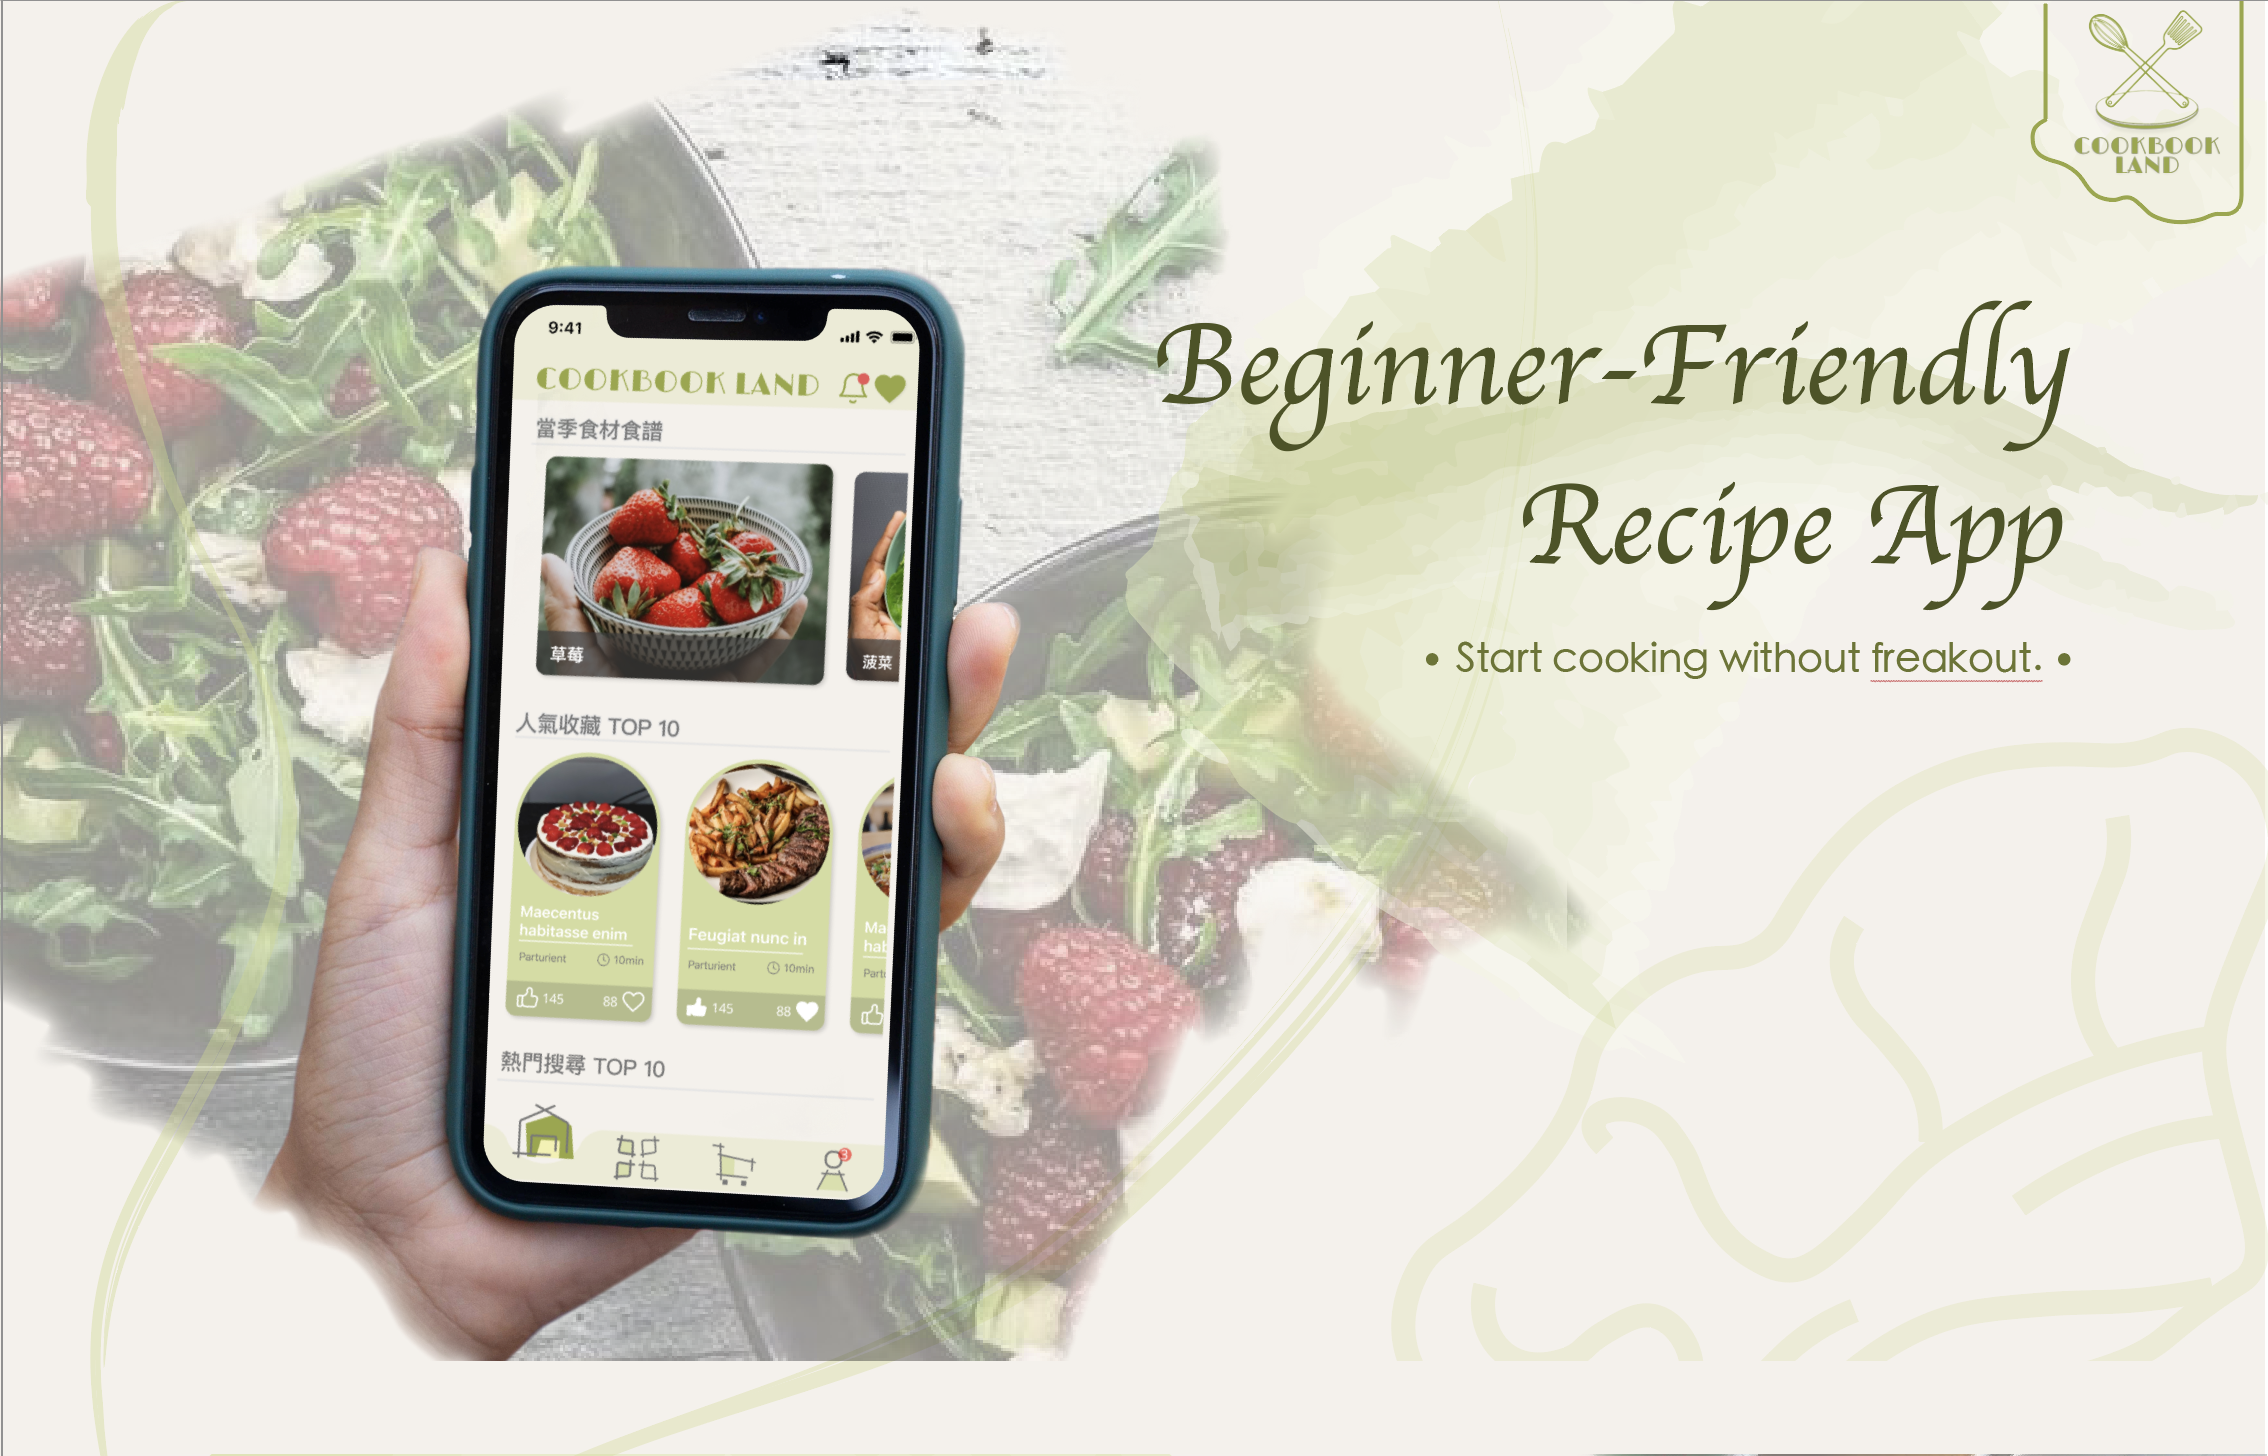 COOKBOOK
LAND
Beginner-Friendly
Recipe App
• Start cooking without freakout. •
9:41
COOKBOOK LAND
當季食材食譜
草莓
菠菜
人氣收藏 TOP 10
Maecentus
habitasse enim
Parturient 10min
145 88
Feugiat nunc in
Parturient 10min
145 88
Ma
hab
Part
熱門搜尋 TOP 10
3